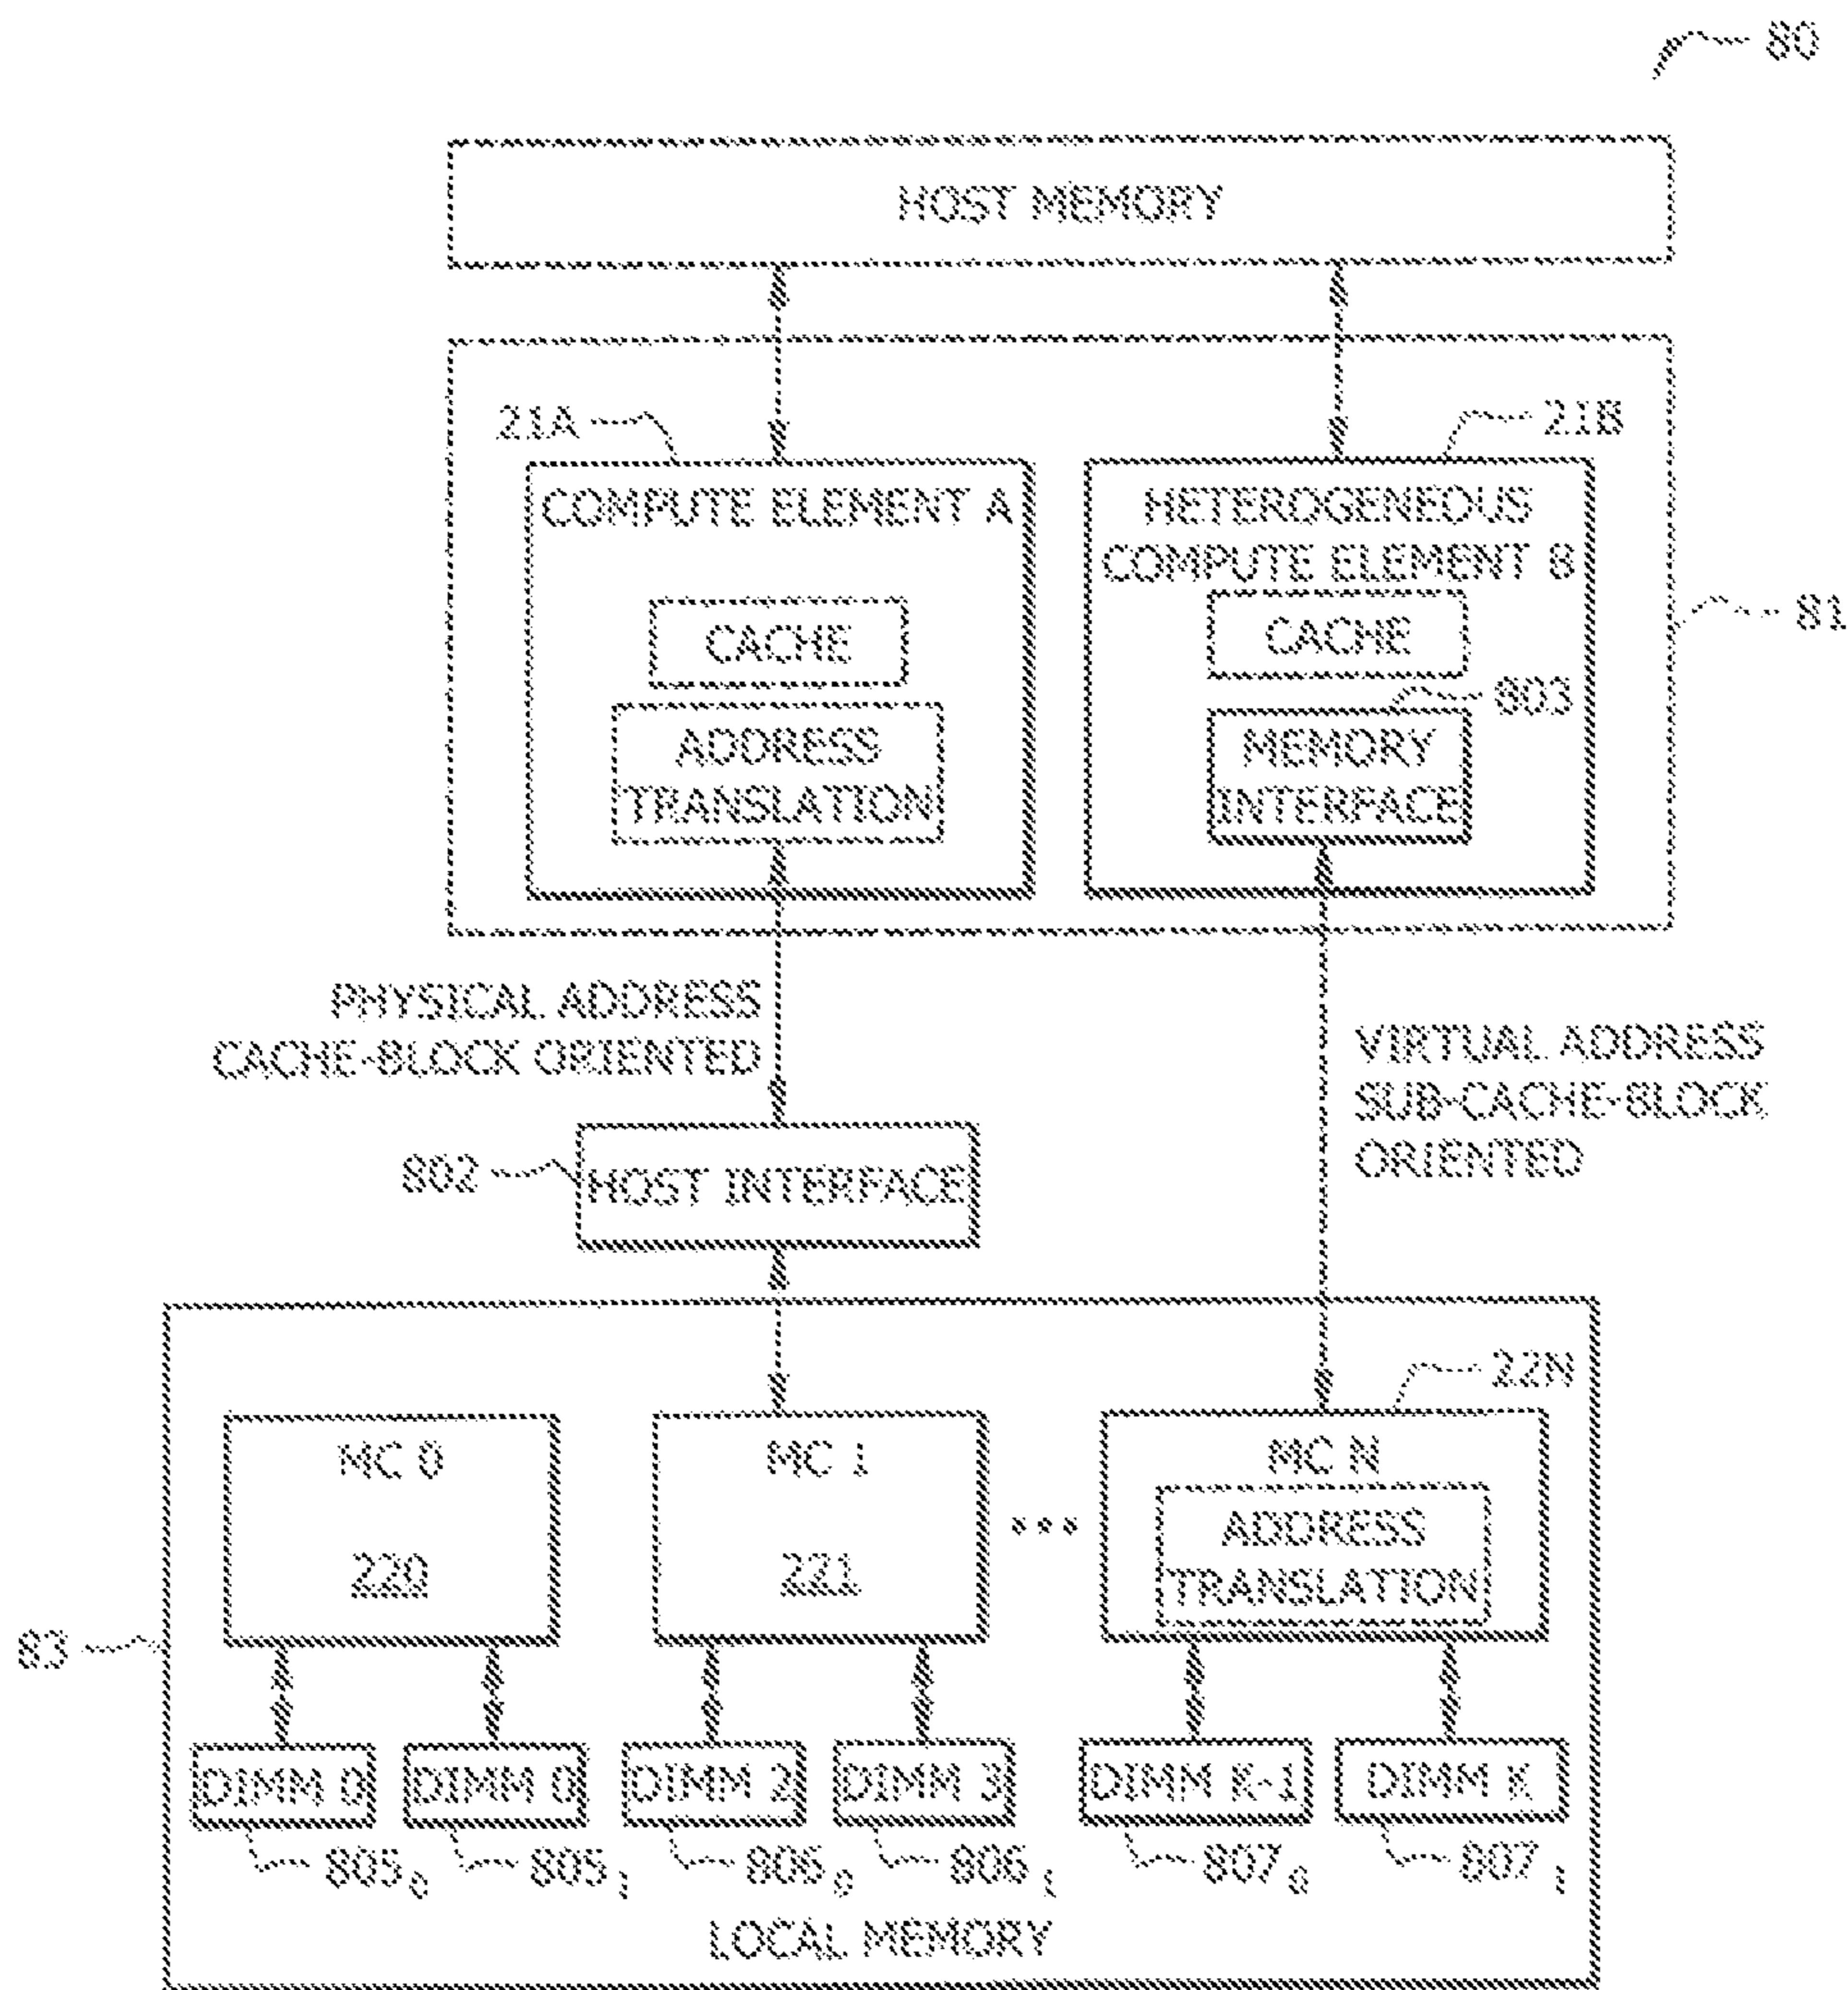 80
HOST MEMORY
21A
21B
COMPUTE ELEMENT A
HETEROGENEOUS
COMPUTE ELEMENT B
CACHE
CACHE
81
803
ADDRESS
TRANSLATION
MEMORY
INTERFACE
PHYSICAL ADDRESS
CACHE-BLOCK ORIENTED
VIRTUAL ADDRESS
SUB-CACHE-BLOCK
ORIENTED
802
HOST INTERFACE
22N
MC 0
220
MC 1
221
...
MC N
ADDRESS
TRANSLATION
83
DIMM 0
DIMM 0
DIMM 2
DIMM 3
DIMM K-1
DIMM K
805₀
805₁
806₀
806₁
807₀
807₁
LOCAL MEMORY